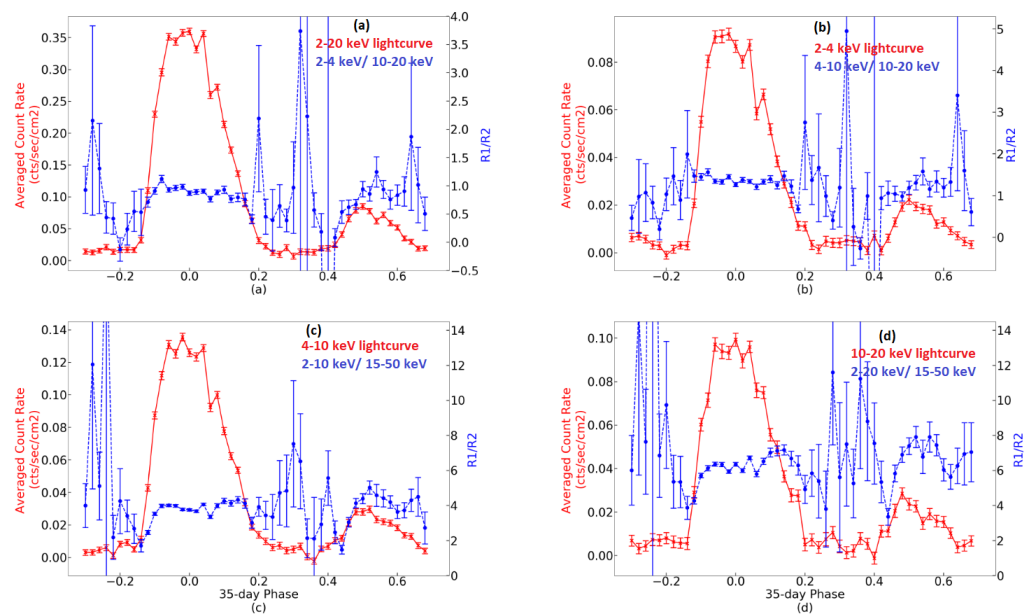 (a)
2-20 keV lightcurve
2-4 keV/ 10-20 keV
Averaged Count Rate
(cts/sec/cm2)
0.35
0.30
0.25
0.20
0.15
0.10
0.05
0.00
4.0
3.5
3.0
2.5
2.0
1.5
1.0
0.5
0.0
−0.5
R1/R2
−0.2 0.0 0.2 0.4 0.6
(a)
(b)
2-4 keV lightcurve
4-10 keV/ 10-20 keV
Averaged Count Rate
(cts/sec/cm2)
0.08
0.06
0.04
0.02
0.00
5
4
3
2
1
0
R1/R2
−0.2 0.0 0.2 0.4 0.6
(b)
(c)
4-10 keV lightcurve
2-10 keV/ 15-50 keV
Averaged Count Rate
(cts/sec/cm2)
0.14
0.12
0.10
0.08
0.06
0.04
0.02
0.00
14
12
10
8
6
4
2
0
R1/R2
−0.2 0.0 0.2 0.4 0.6
35-day Phase
(c)
(d)
10-20 keV lightcurve
2-20 keV/ 15-50 keV
Averaged Count Rate
(cts/sec/cm2)
0.10
0.08
0.06
0.04
0.02
0.00
14
12
10
8
6
4
2
0
R1/R2
−0.2 0.0 0.2 0.4 0.6
35-day Phase
(d)